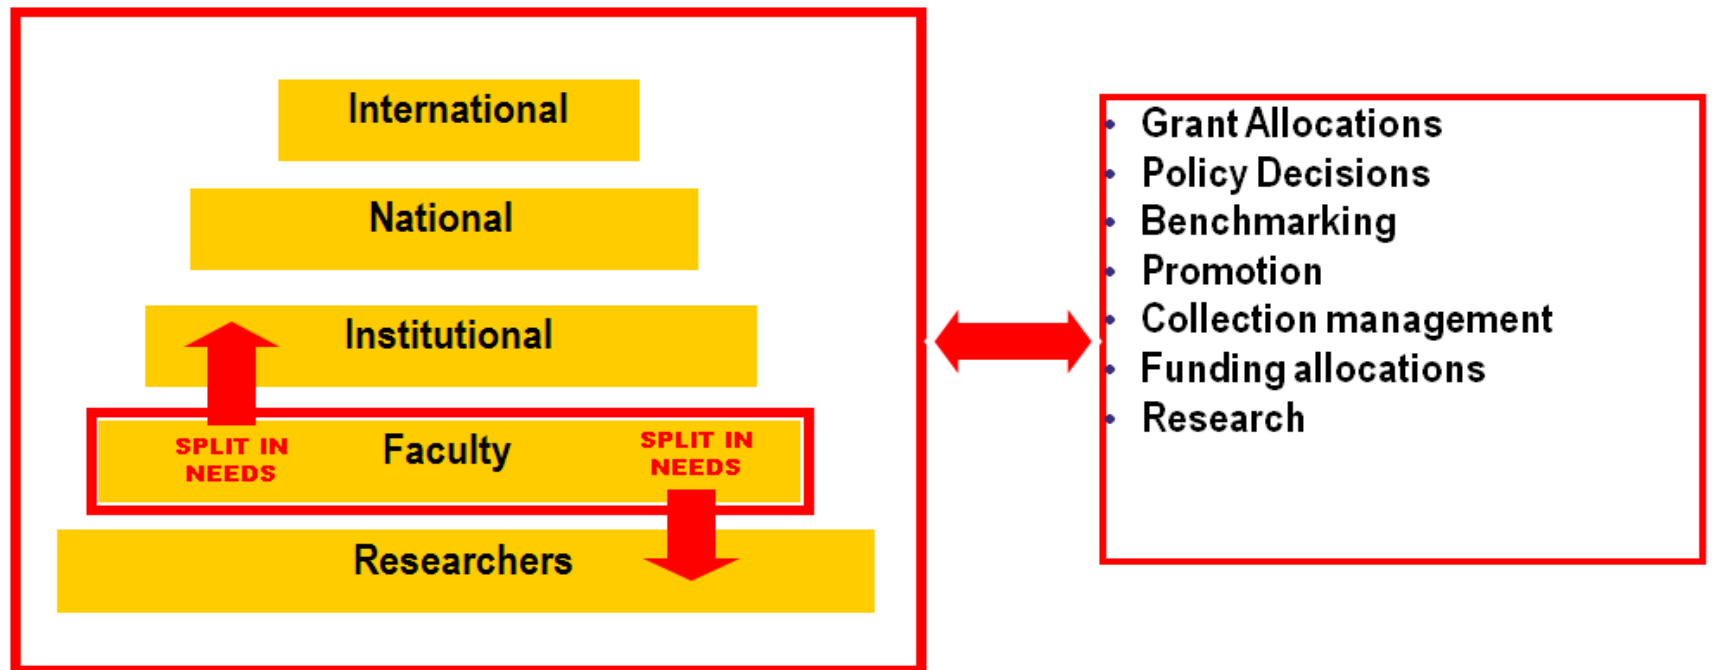 International
National
Institutional
SPLIT IN
NEEDS
Faculty
SPLIT IN
NEEDS
Researchers
• Grant Allocations
• Policy Decisions
• Benchmarking
• Promotion
• Collection management
• Funding allocations
• Research